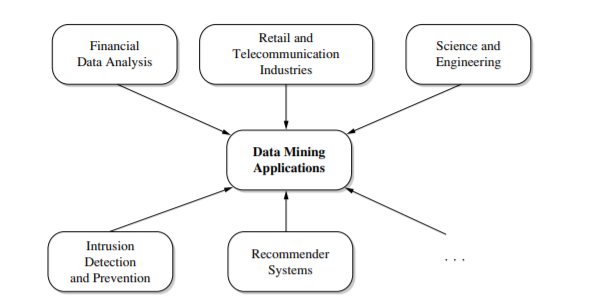 Financial
Data Analysis
Retail and
Telecommunication
Industries
Science and
Engineering
Data Mining
Applications
Intrusion
Detection
and Prevention
Recommender
Systems
. . .